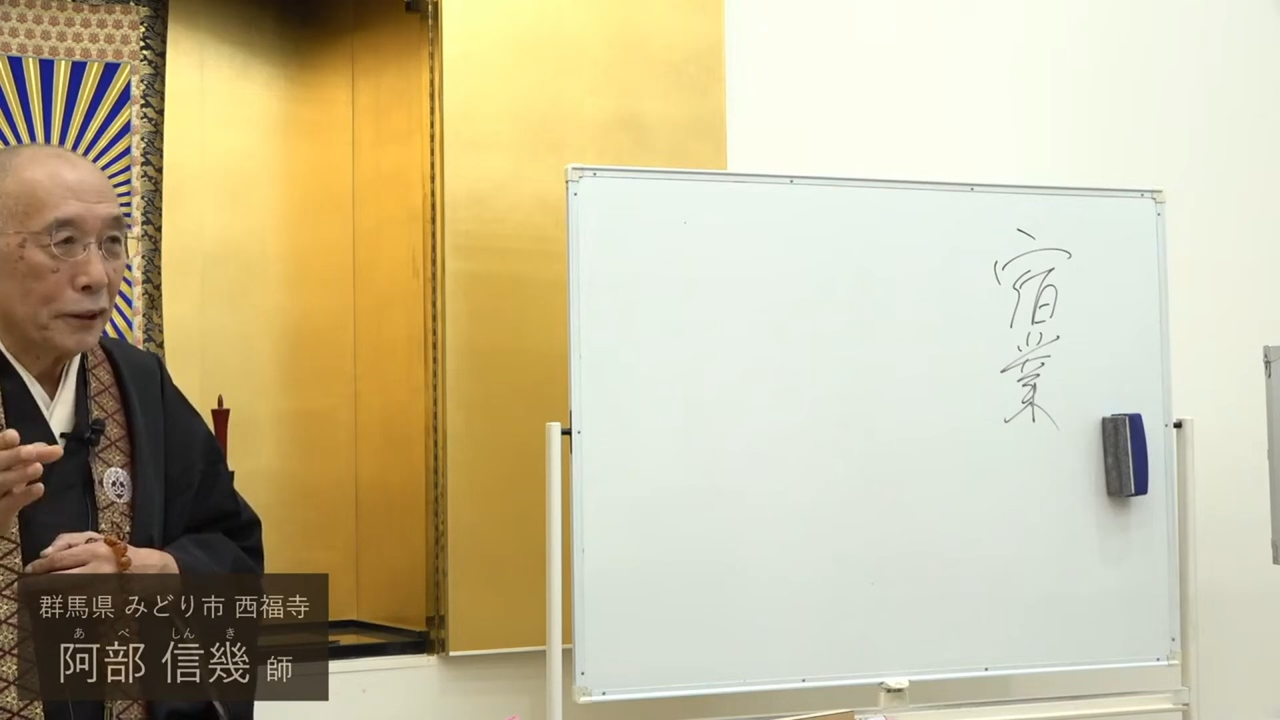 宿業
群馬県 みどり市 西福寺
あべ しんき
阿部 信幾 師